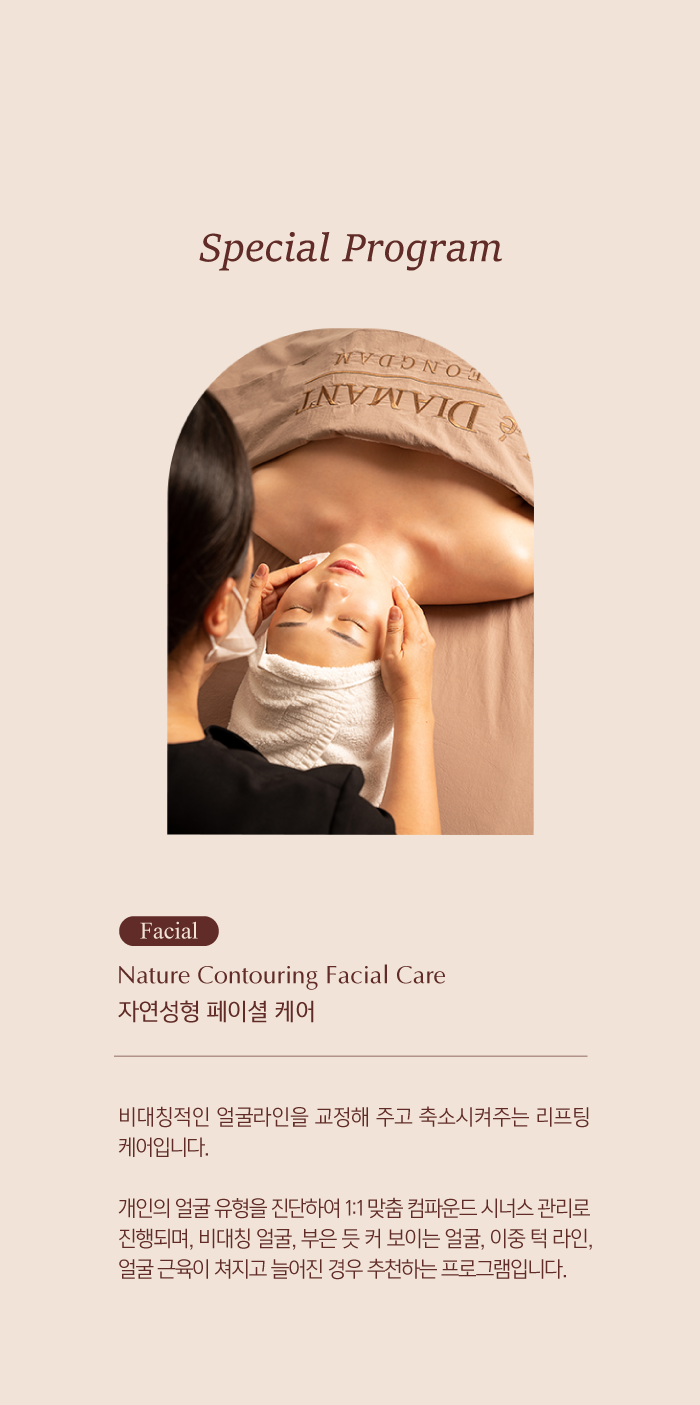 Special Program
EONGDAM
DIAMANT
Facial
Nature Contouring Facial Care
자연성형 페이셜 케어
비대칭적인 얼굴라인을 교정해 주고 축소시켜주는 리프팅
케어입니다.
개인의 얼굴 유형을 진단하여 1:1 맞춤 컴파운드 시너스 관리로
진행되며, 비대칭 얼굴, 부은 듯 커 보이는 얼굴, 이중 턱 라인,
얼굴 근육이 쳐지고 늘어진 경우 추천하는 프로그램입니다.